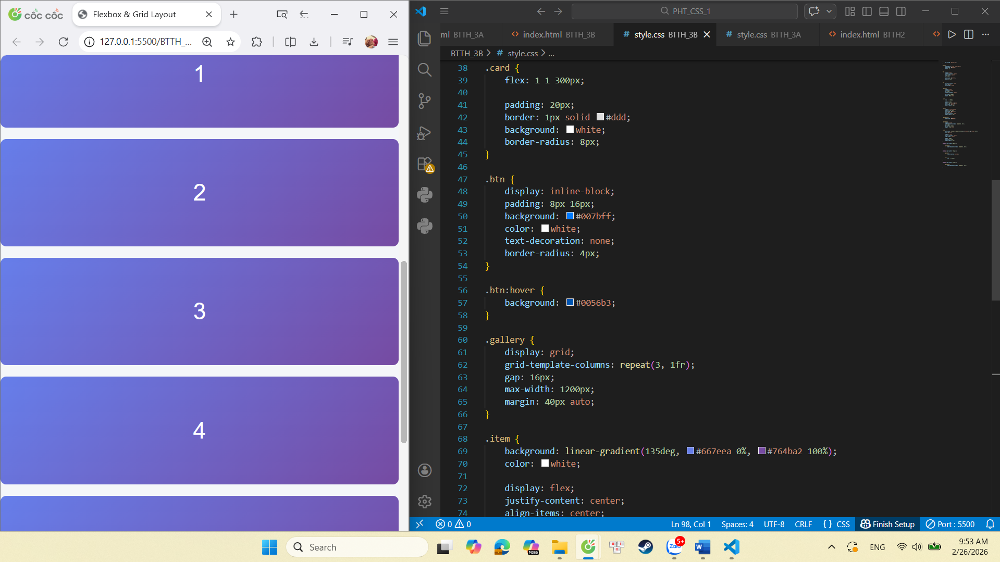 cốc cốc
Flexbox & Grid Layout
127.0.0.1:5500/BTTH_...
1
2
3
4
PHT_CSS_1
ml BTTH_3A
index.html BTTH_3B
# style.css BTTH_3B
# style.css BTTH_3A
index.html BTTH2
BTTH_3B > # style.css > ...
38 .card {
39 flex: 1 1 300px;
40
41 padding: 20px;
42 border: 1px solid #ddd;
43 background: white;
44 border-radius: 8px;
45 }
46
47 .btn {
48 display: inline-block;
49 padding: 8px 16px;
50 background: #007bff;
51 color: white;
52 text-decoration: none;
53 border-radius: 4px;
54 }
55
56 .btn:hover {
57 background: #0056b3;
58 }
59
60 .gallery {
61 display: grid;
62 grid-template-columns: repeat(3, 1fr);
63 gap: 16px;
64 max-width: 1200px;
65 margin: 40px auto;
66 }
67
68 .item {
69 background: linear-gradient(135deg, #667eea 0%, #764ba2 100%);
70 color: white;
71
72 display: flex;
73 justify-content: center;
74 align-items: center;
0 0
Ln 98, Col 1 Spaces: 4 UTF-8 CRLF { } CSS Finish Setup Port : 5500
Search
M365
Zalo
5+
ENG
9:53 AM
2/26/2026